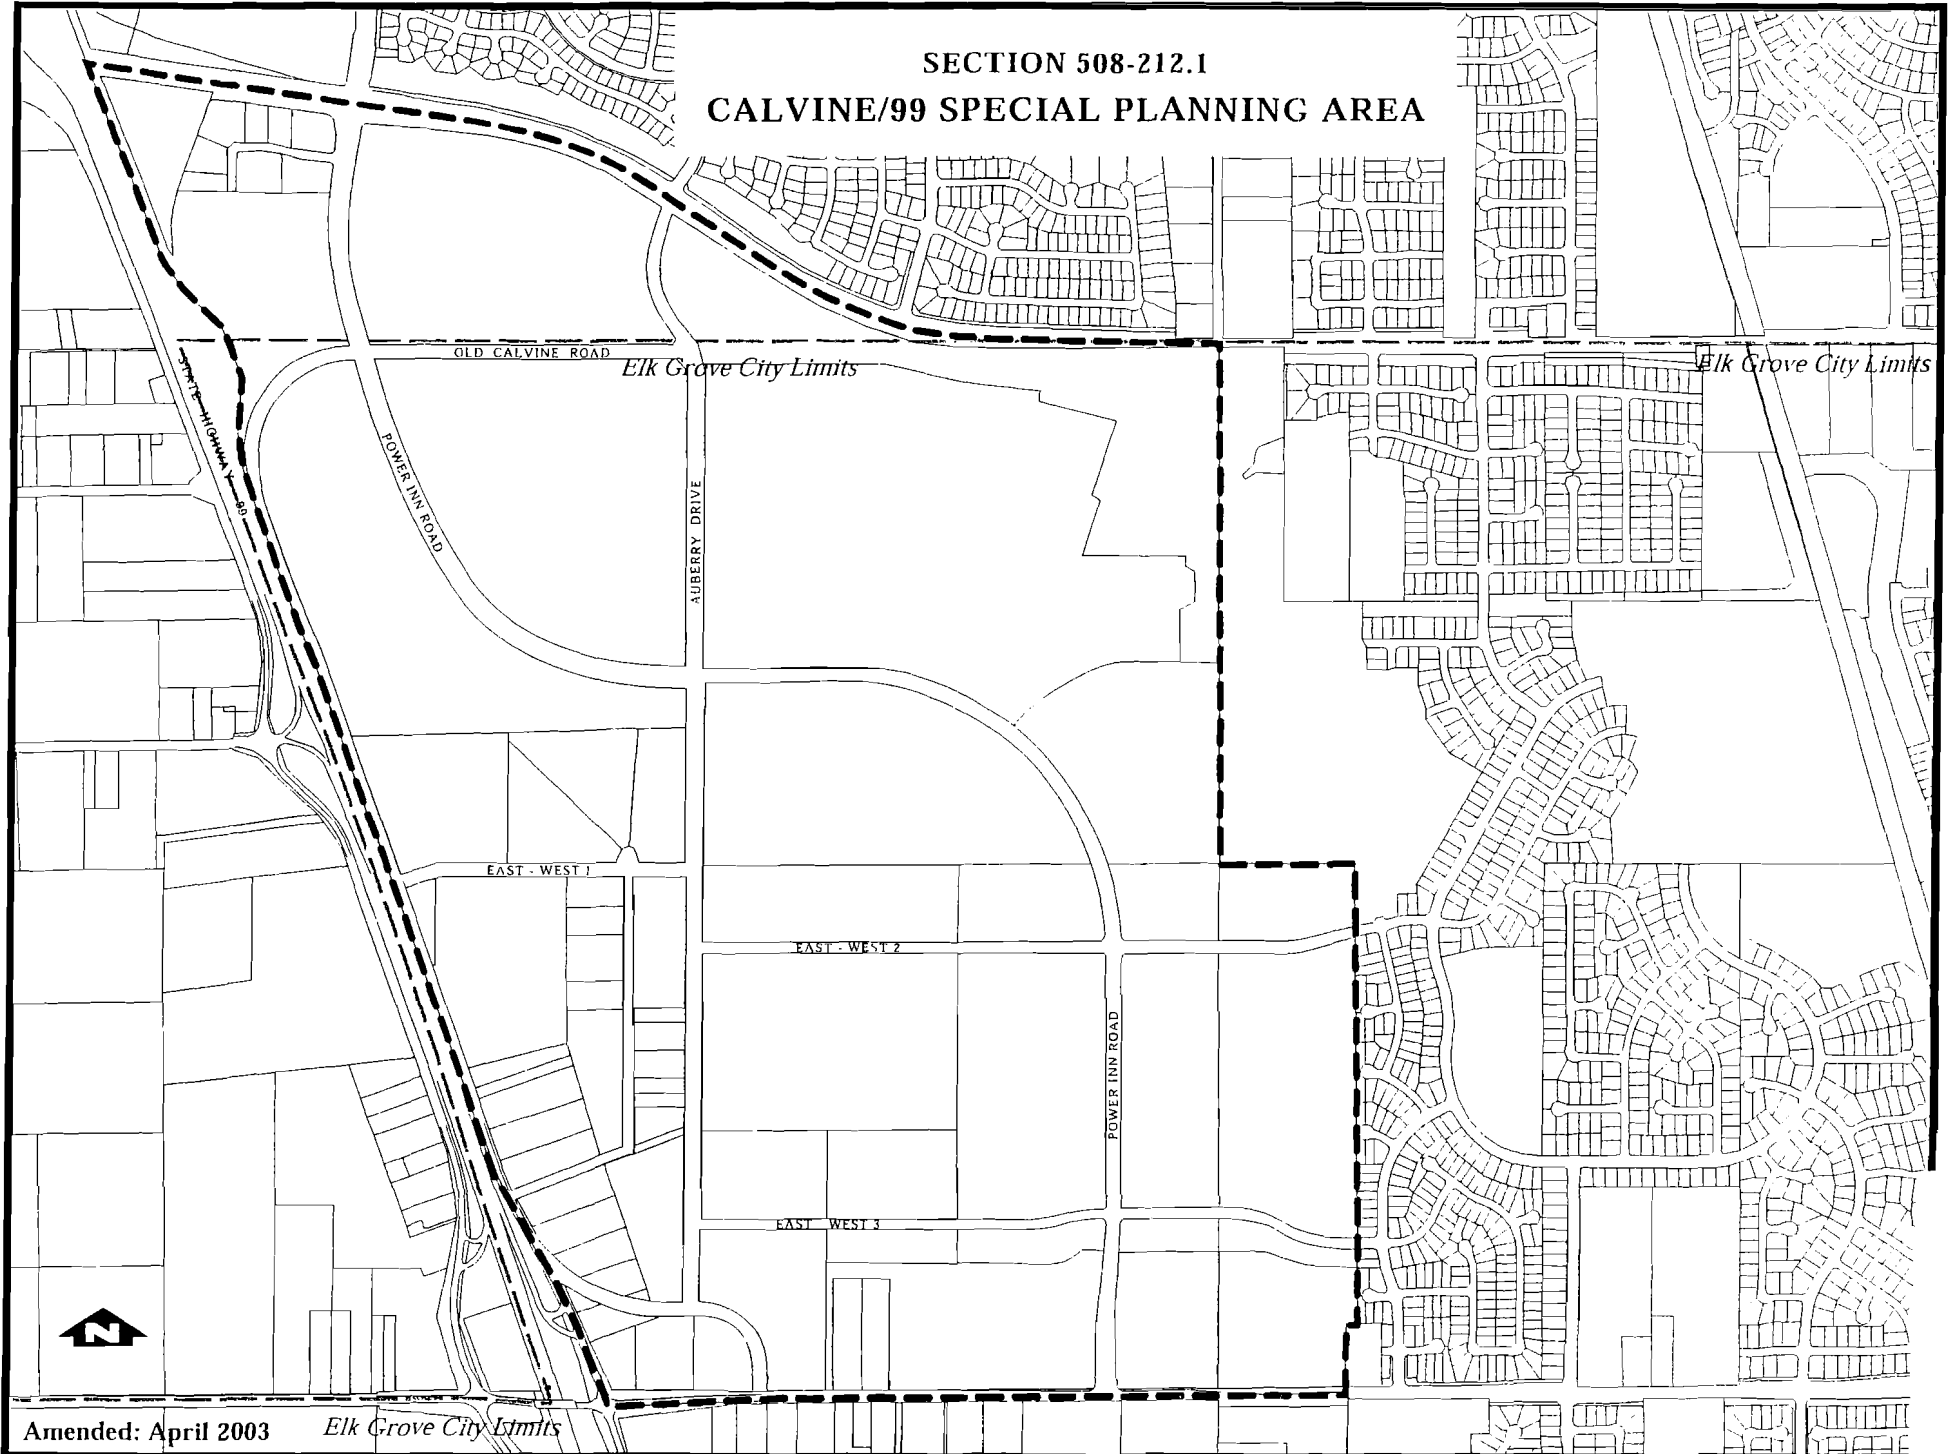 SECTION 508-212.1
CALVINE/99 SPECIAL PLANNING AREA
OLD CALVINE ROAD
Elk Grove City Limits
Elk Grove City Limits
STATE HIGHWAY 99
POWER INN ROAD
AUBERRY DRIVE
EAST - WEST 1
EAST - WEST 2
POWER INN ROAD
EAST WEST 3
N
Amended: April 2003
Elk Grove City Limits